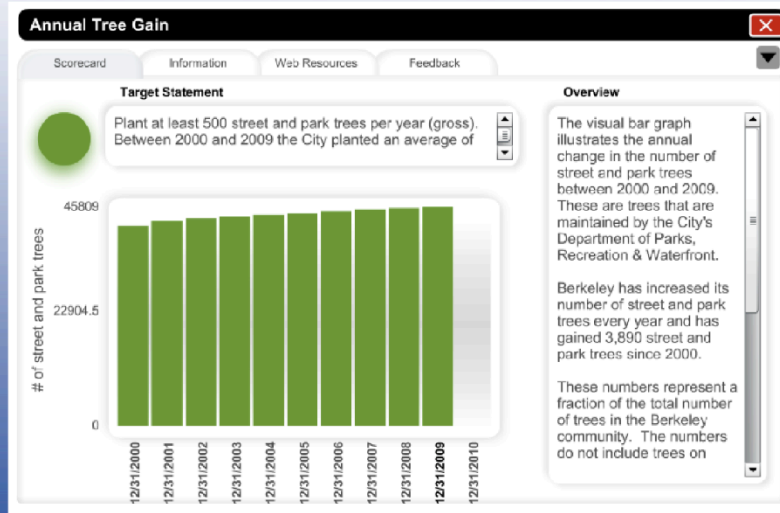 Annual Tree Gain
Scorecard
Information
Web Resources
Feedback
Target Statement
Plant at least 500 street and park trees per year (gross).
Between 2000 and 2009 the City planted an average of
# of street and park trees
45809
22904.5
0
12/31/2000
12/31/2001
12/31/2002
12/31/2003
12/31/2004
12/31/2005
12/31/2006
12/31/2007
12/31/2008
12/31/2009
12/31/2010
Overview
The visual bar graph
illustrates the annual
change in the number of
street and park trees
between 2000 and 2009.
These are trees that are
maintained by the City's
Department of Parks,
Recreation & Waterfront.
Berkeley has increased its
number of street and park
trees every year and has
gained 3,890 street and
park trees since 2000.
These numbers represent a
fraction of the total number
of trees in the Berkeley
community. The numbers
do not include trees on